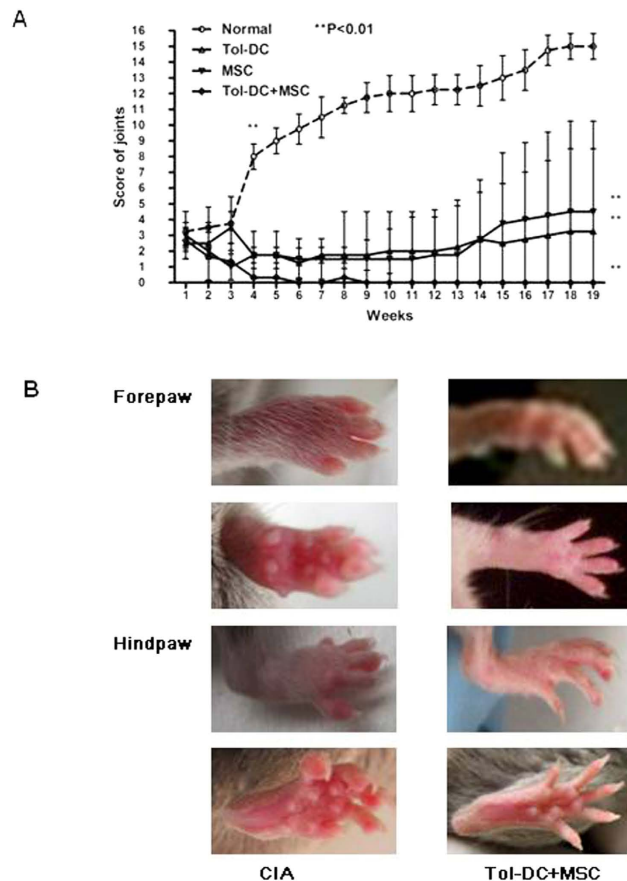 A
Normal
Tol-DC
MSC
Tol-DC+MSC
**P<0.01
Score of joints
16
15
14
13
12
11
10
9
8
7
6
5
4
3
2
1
0
**
**
**
**
1 2 3 4 5 6 7 8 9 10 11 12 13 14 15 16 17 18 19
Weeks
B
Forepaw
Hindpaw
CIA
Tol-DC+MSC